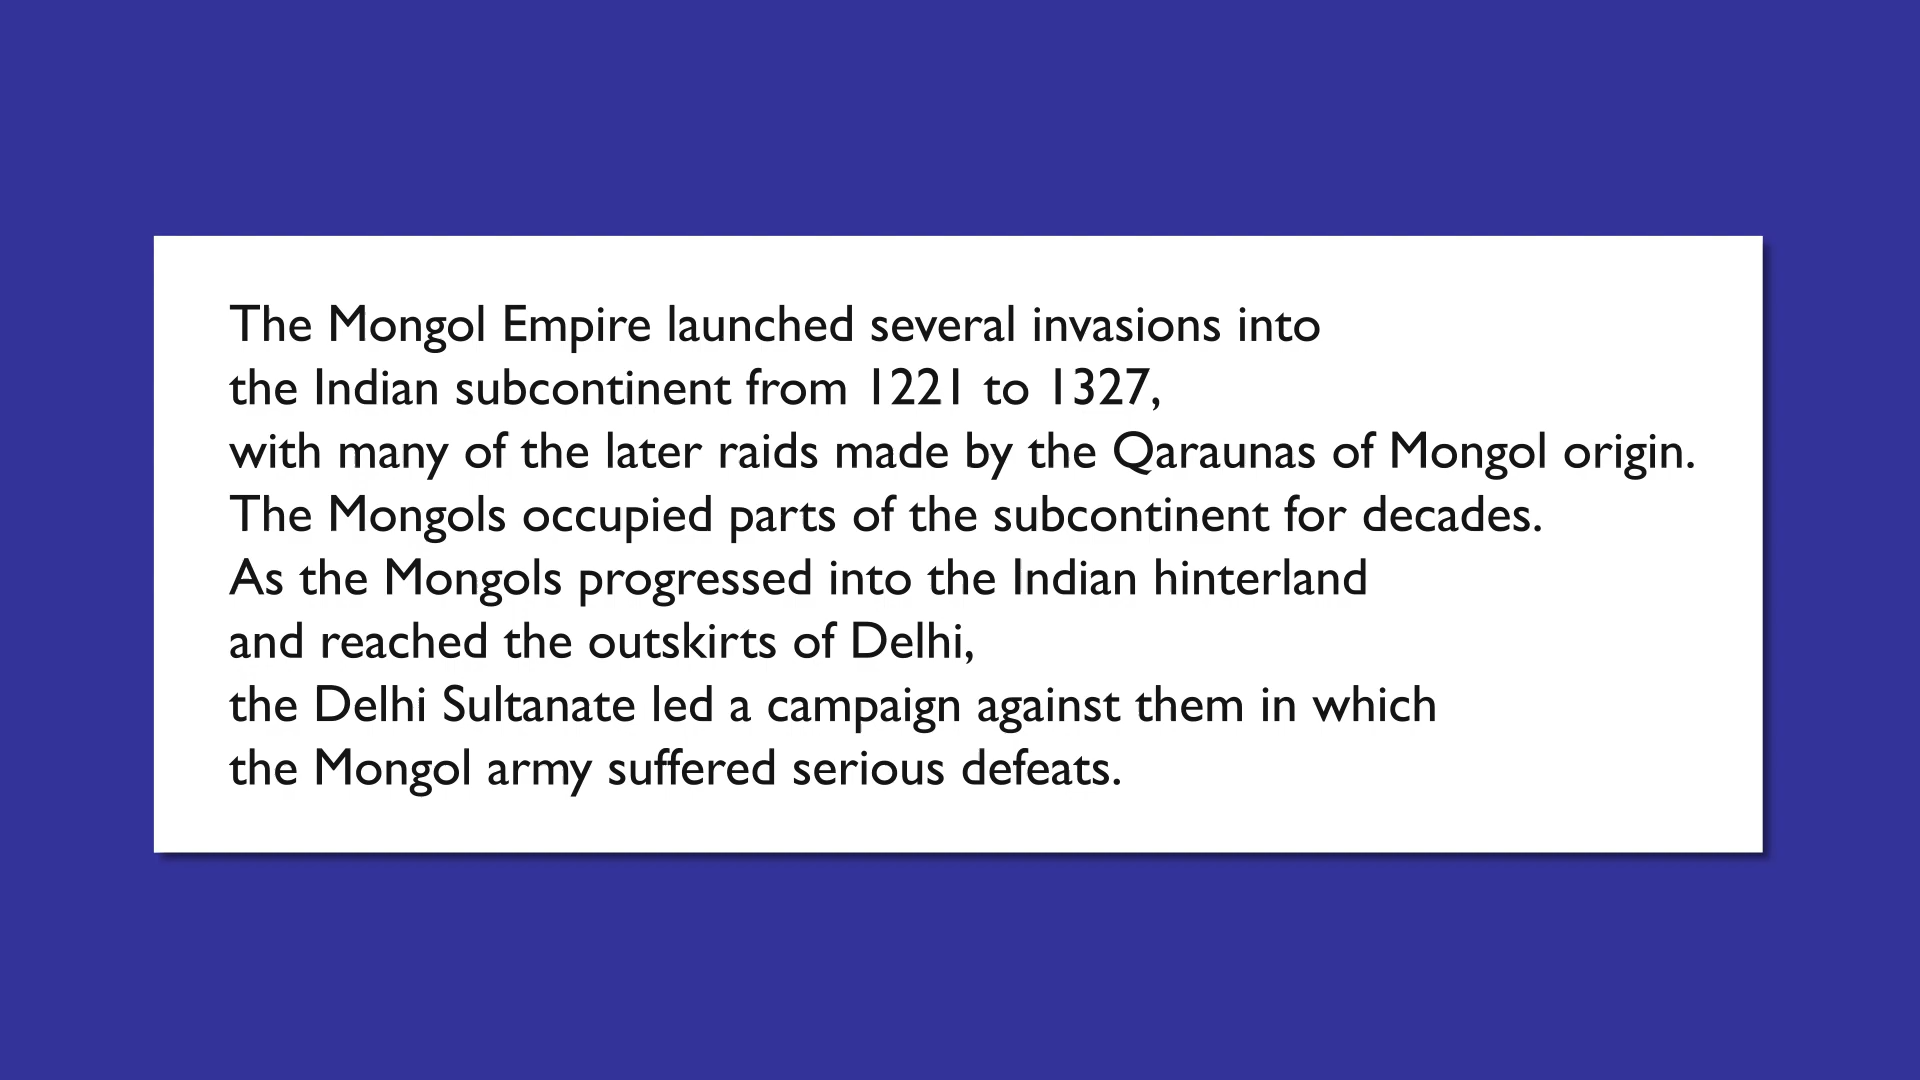 The Mongol Empire launched several invasions into
the Indian subcontinent from 1221 to 1327,
with many of the later raids made by the Qaraunas of Mongol origin.
The Mongols occupied parts of the subcontinent for decades.
As the Mongols progressed into the Indian hinterland
and reached the outskirts of Delhi,
the Delhi Sultanate led a campaign against them in which
the Mongol army suffered serious defeats.